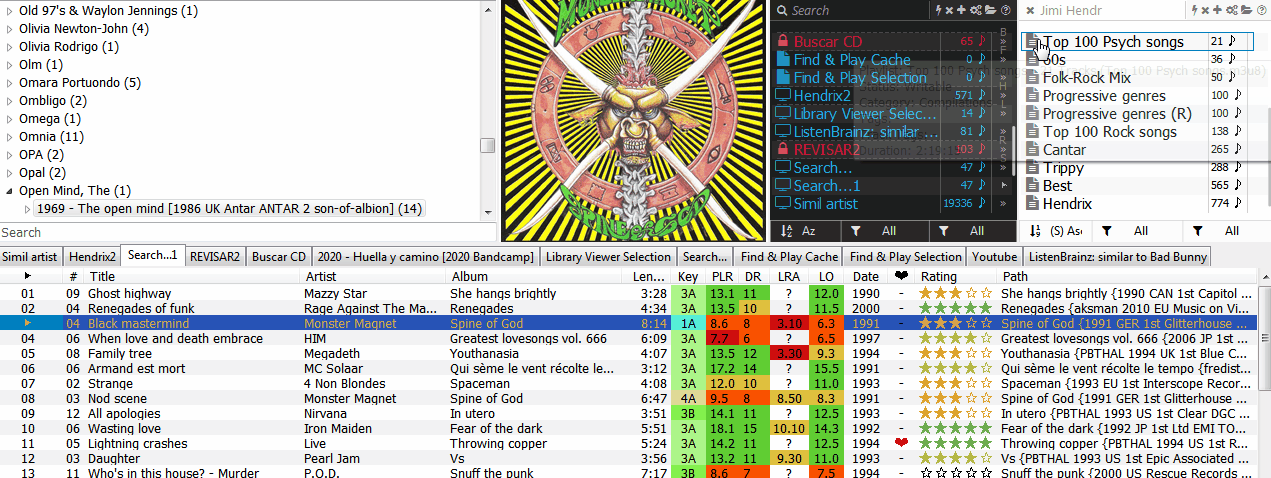 Old 97's & Waylon Jennings (1)
Olivia Newton-John (4)
Olivia Rodrigo (1)
Olm (1)
Omara Portuondo (5)
Ombligo (2)
Omega (1)
Omnia (11)
OPA (2)
Opal (2)
Open Mind, The (1)
1969 - The open mind [1986 UK Antar ANTAR 2 son-of-albion] (14)
Search
Search
Buscar CD 65
Find & Play Cache 0
Find & Play Selection 0
Hendrix2 571
Library Viewer Selec... 14
ListenBrainz: similar ... 81
REVISAR2 103
Search... 47
Search...1 47
Simil artist 19336
Az All All
Jimi Hendr
Top 100 Psych songs 21
60s 36
Folk-Rock Mix 50
Progressive genres 100
Progressive genres (R) 100
Top 100 Rock songs 138
Cantar 265
Trippy 288
Best 565
Hendrix 774
(S) Asc All All
Simil artist Hendrix2 Search...1 REVISAR2 Buscar CD 2020 - Huella y camino [2020 Bandcamp] Library Viewer Selection Search... Find & Play Cache Find & Play Selection Youtube ListenBrainz: similar to Bad Bunny
# Title Artist Album Len... Key PLR DR LRA LO Date ❤ Rating Path
01 09 Ghost highway Mazzy Star She hangs brightly 3:28 3A 13.1 11 ? 12.0 1990 - She hangs brightly {1990 CAN 1st Capitol ...
02 04 Renegades of funk Rage Against The Ma... Renegades 4:34 3A 13.5 10 ? 11.5 2000 - Renegades {aksman 2010 EU Music on Vi...
04 Black mastermind Monster Magnet Spine of God 8:14 1A 8.6 8 3.10 6.3 1991 - Spine of God {1991 GER 1st Glitterhouse ...
04 06 When love and death embrace HIM Greatest lovesongs vol. 666 6:09 3A 7.7 6 ? 6.5 1997 - Greatest lovesongs vol. 666 {2006 JP 1st ...
05 08 Family tree Megadeth Youthanasia 4:07 3A 13.5 12 3.30 9.3 1994 - Youthanasia {PBTHAL 1994 UK 1st Blue C...
06 06 Armand est mort MC Solaar Qui sème le vent récolte le... 3:48 3A 17.2 14 ? 15.5 1991 - Qui sème le vent récolte le tempo {fredist...
07 02 Strange 4 Non Blondes Spaceman 4:08 3A 12.0 10 ? 11.0 1993 - Spaceman {1993 EU 1st Interscope Recor...
08 03 Nod scene Monster Magnet Spine of God 6:47 4A 9.5 8 8.50 8.3 1991 - Spine of God {1991 GER 1st Glitterhouse ...
09 12 All apologies Nirvana In utero 3:51 3B 14.1 11 ? 12.5 1993 - In utero {PBTHAL 1993 US 1st Clear DGC ...
10 06 Wasting love Iron Maiden Fear of the dark 5:51 3B 18.1 15 10.10 14.3 1992 - Fear of the dark {1992 JP 1st Ltd EMI TO...
11 05 Lightning crashes Live Throwing copper 5:24 3A 14.2 11 ? 12.5 1994 ❤ Throwing copper {PBTHAL 1994 US 1st R...
12 03 Daughter Pearl Jam Vs 3:56 3A 13.2 11 9.30 11.0 1993 - Vs {PBTHAL 1993 US 1st Epic Associated ...
13 11 Who's in this house? - Murder P.O.D. Snuff the punk 7:17 3B 8.6 7 ? 7.5 1994 - Snuff the punk {2000 US Rescue Records ...